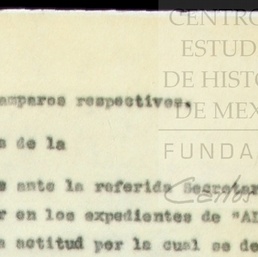 CENTRO
ESTUD
DE HISTO
DE MEX
FUNDA
Carlos
amparos respectivos.
s de la
s ante la referida Secretar
r en los expedientes de "AL
a actitud por la cual se de